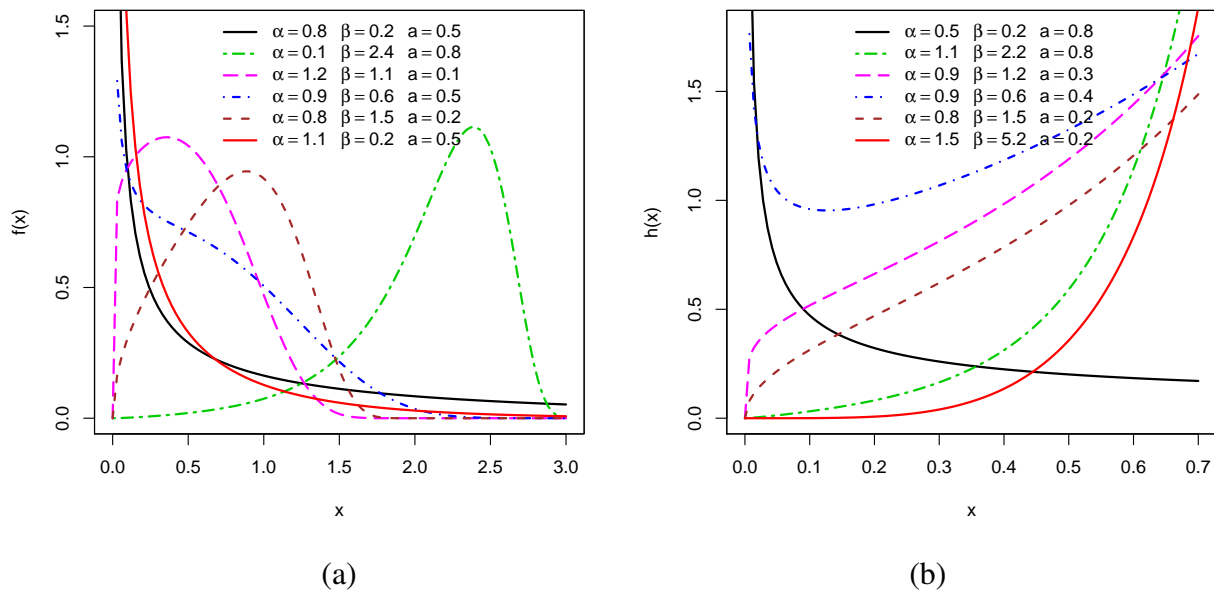 α = 0.8 β = 0.2 a = 0.5
α = 0.1 β = 2.4 a = 0.8
α = 1.2 β = 1.1 a = 0.1
α = 0.9 β = 0.6 a = 0.5
α = 0.8 β = 1.5 a = 0.2
α = 1.1 β = 0.2 a = 0.5
f(x)
1.5
1.0
0.5
0.0
0.0 0.5 1.0 1.5 2.0 2.5 3.0
x
(a)
α = 0.5 β = 0.2 a = 0.8
α = 1.1 β = 2.2 a = 0.8
α = 0.9 β = 1.2 a = 0.3
α = 0.9 β = 0.6 a = 0.4
α = 0.8 β = 1.5 a = 0.2
α = 1.5 β = 5.2 a = 0.2
h(x)
1.5
1.0
0.5
0.0
0.0 0.1 0.2 0.3 0.4 0.5 0.6 0.7
x
(b)